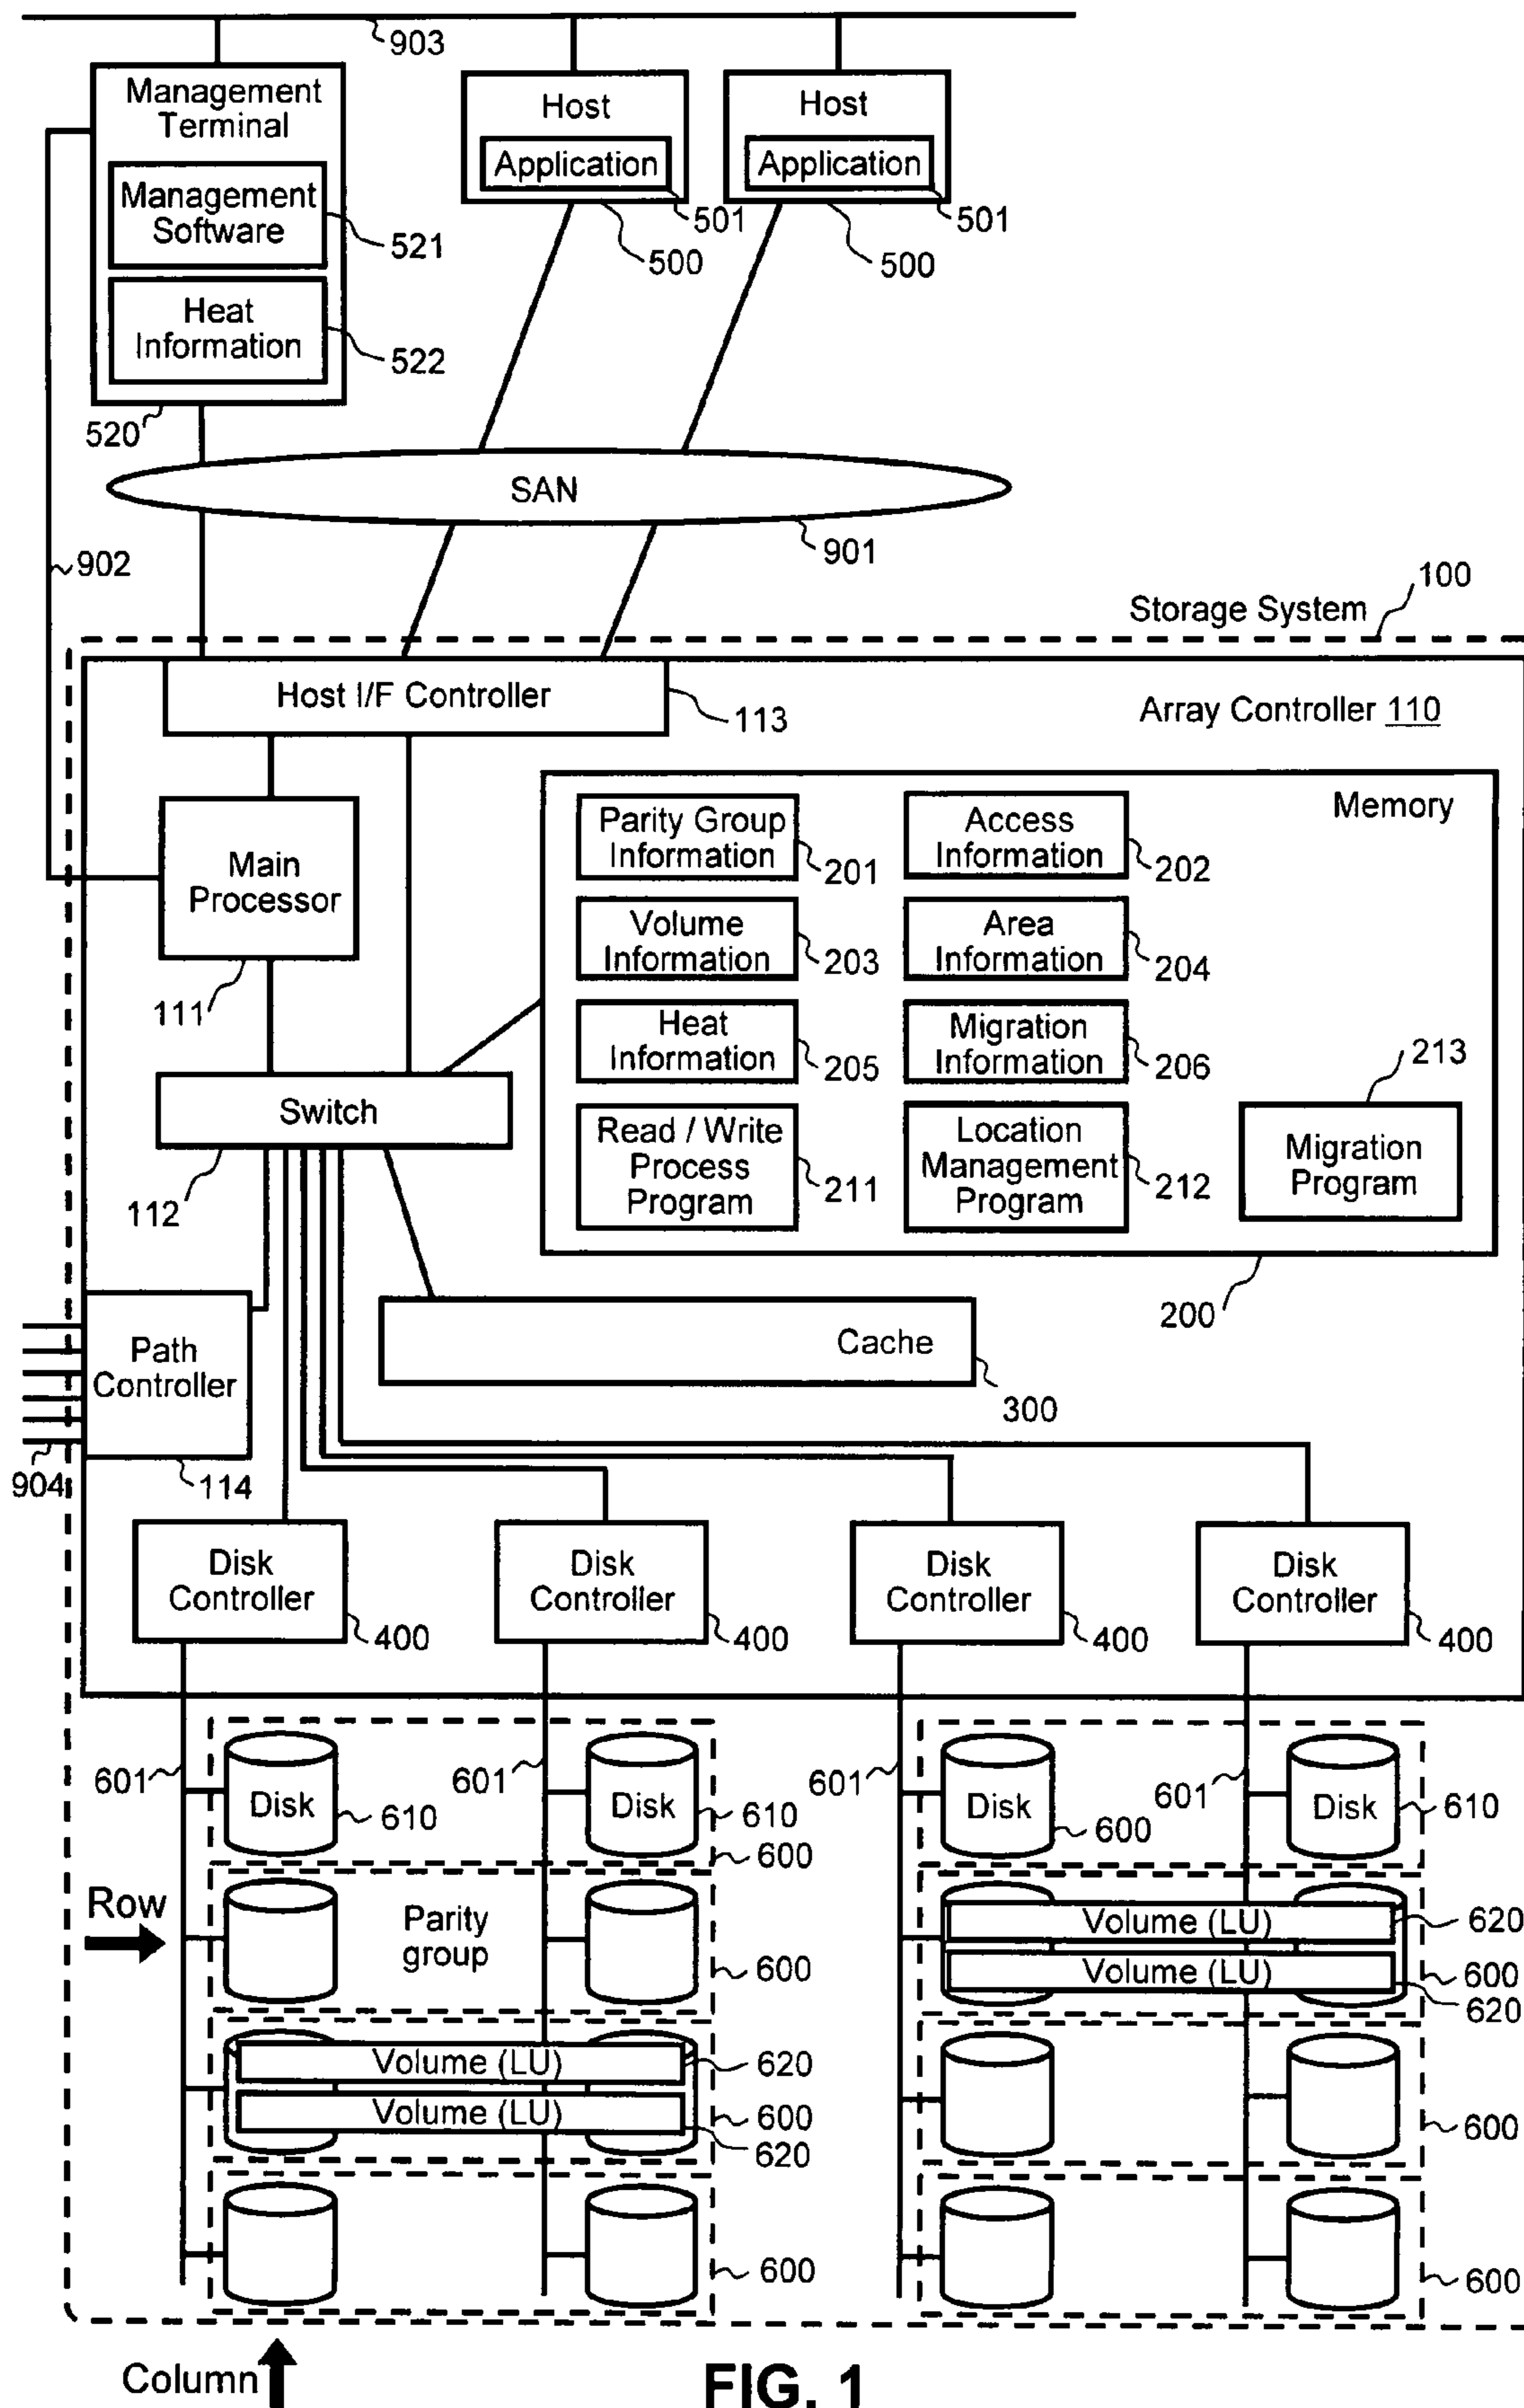 903
Management
Terminal
Management
Software
521
Heat
Information
522
520
Host
Application
501
500
Host
Application
501
500
SAN
901
902
Storage System
100
Host I/F Controller
113
Array Controller 110
Main
Processor
111
Memory
Parity Group
Information
201
Access
Information
202
Volume
Information
203
Area
Information
204
Heat
Information
205
Migration
Information
206
Read / Write
Process
Program
211
Location
Management
Program
212
213
Migration
Program
200
Switch
112
Path
Controller
904
114
Cache
300
Disk
Controller
400
Disk
Controller
400
Disk
Controller
400
Disk
Controller
400
601
Disk
610
601
Disk
610
600
601
Disk
600
601
Disk
610
Row
Parity
group
600
Volume (LU)
620
Volume (LU)
600
620
Volume (LU)
620
Volume (LU)
600
620
600
600
600
Column
FIG. 1